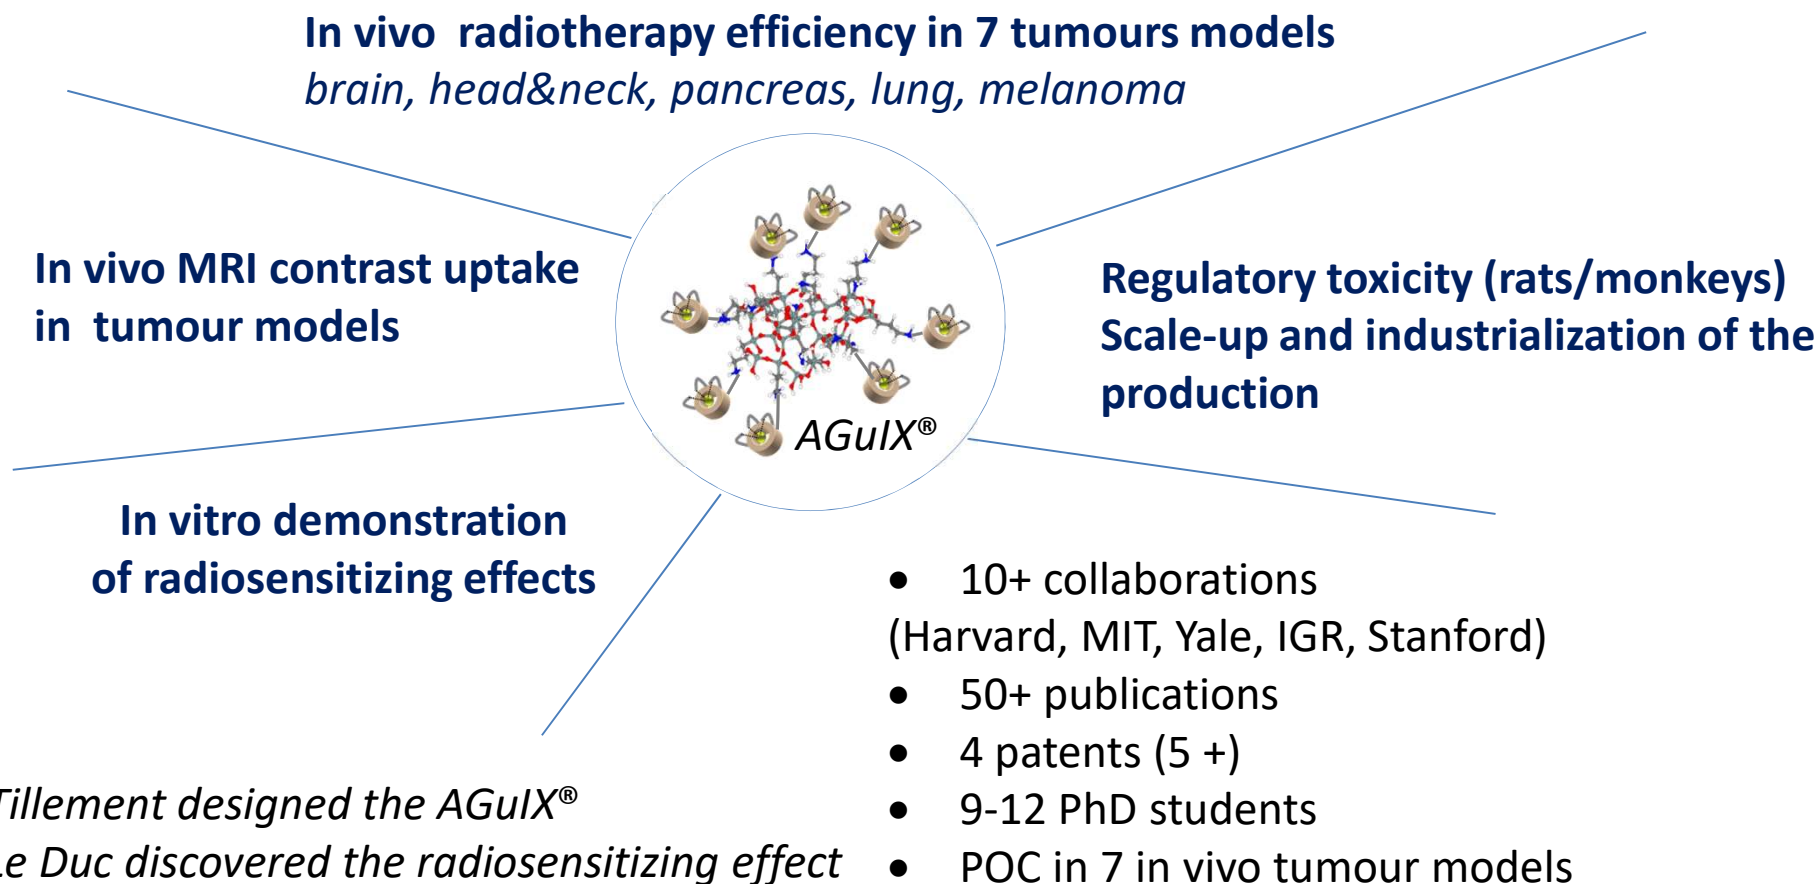 In vivo radiotherapy efficiency in 7 tumours models
brain, head&neck, pancreas, lung, melanoma
In vivo MRI contrast uptake
in tumour models
Regulatory toxicity (rats/monkeys)
Scale-up and industrialization of the
production
AGuIX®
In vitro demonstration
of radiosensitizing effects
• 10+ collaborations
(Harvard, MIT, Yale, IGR, Stanford)
• 50+ publications
• 4 patents (5 +)
• 9-12 PhD students
• POC in 7 in vivo tumour models
Tillement designed the AGuIX®
Le Duc discovered the radiosensitizing effect